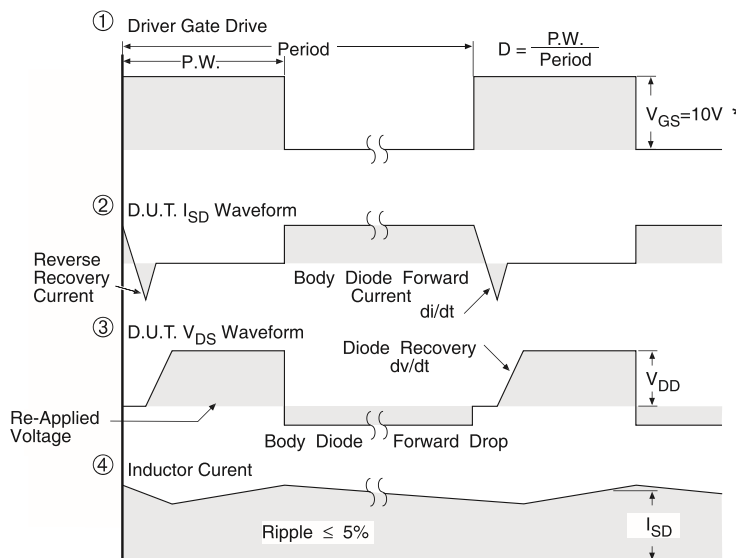 ① Driver Gate Drive
Period
P.W.
D = P.W.
Period
V_GS=10V *
② D.U.T. I_SD Waveform
Reverse
Recovery
Current
Body Diode Forward
Current
di/dt
③ D.U.T. V_DS Waveform
Diode Recovery
dv/dt
V_DD
Re-Applied
Voltage
Body Diode Forward Drop
④ Inductor Curent
Ripple ≤ 5%
I_SD